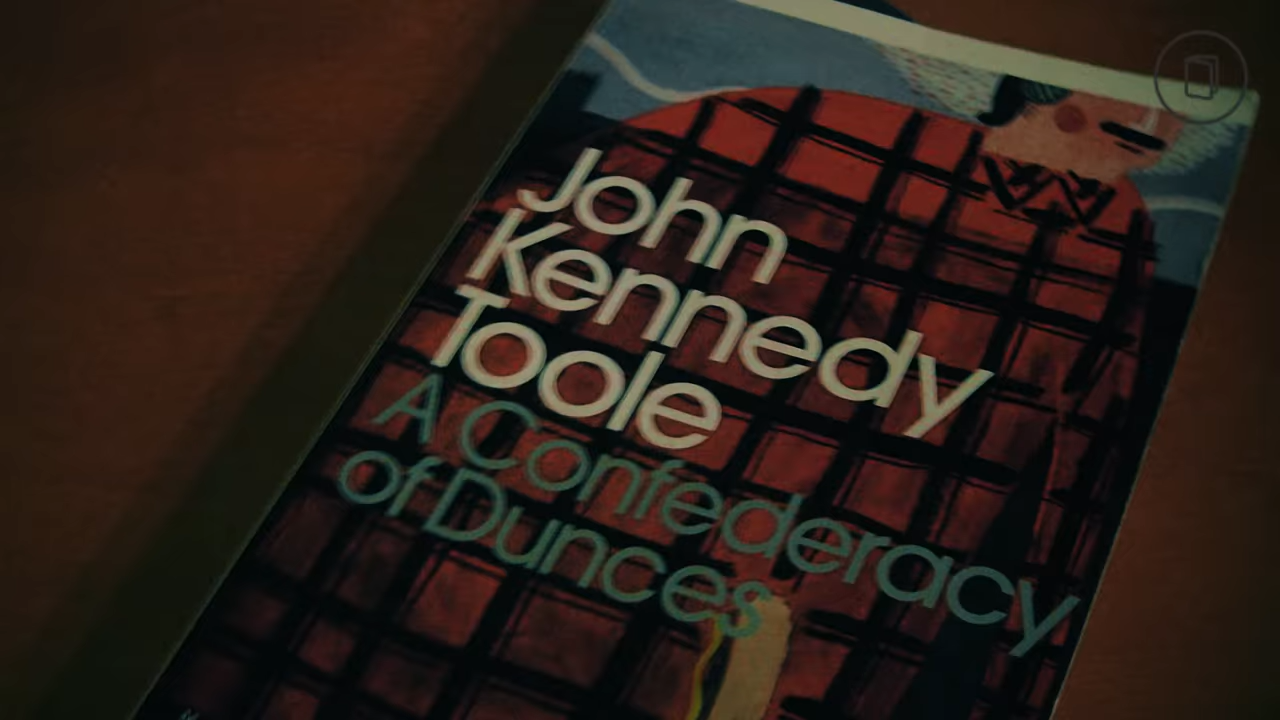 John
Kennedy
Toole
A Confederacy
of Dunces